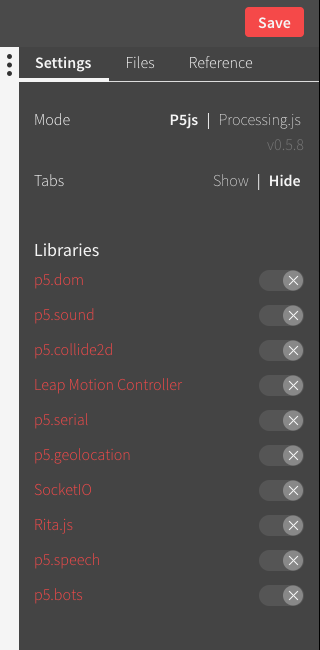 Save
Settings Files Reference
Mode P5js | Processing.js
v0.5.8
Tabs Show | Hide
Libraries
p5.dom
p5.sound
p5.collide2d
Leap Motion Controller
p5.serial
p5.geolocation
SocketIO
Rita.js
p5.speech
p5.bots